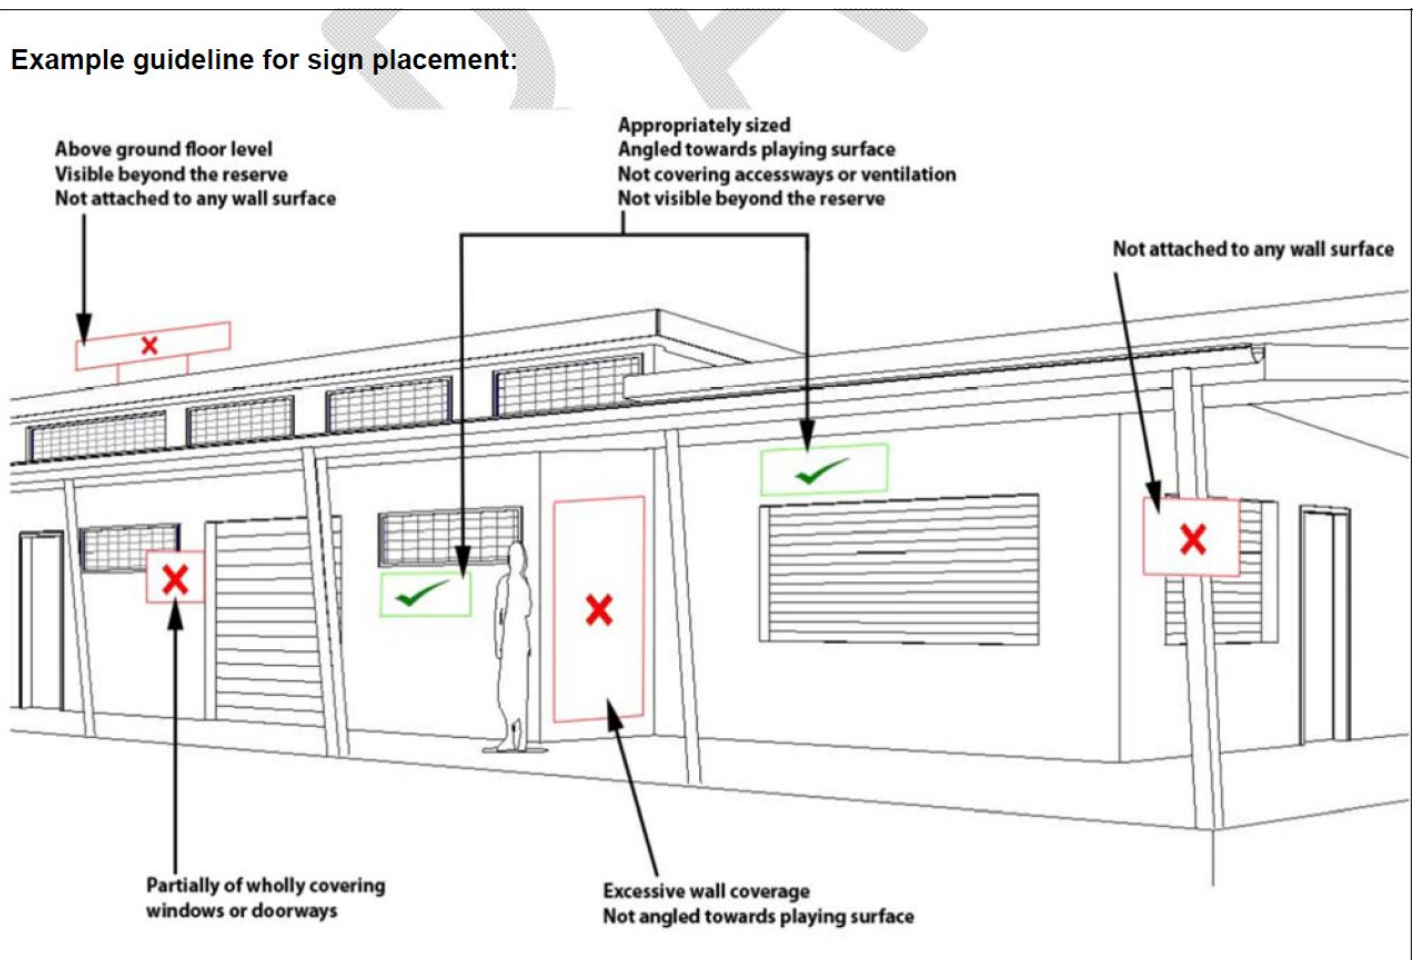 Example guideline for sign placement:
Above ground floor level
Visible beyond the reserve
Not attached to any wall surface
Appropriately sized
Angled towards playing surface
Not covering accessways or ventilation
Not visible beyond the reserve
Not attached to any wall surface
Partially of wholly covering
windows or doorways
Excessive wall coverage
Not angled towards playing surface